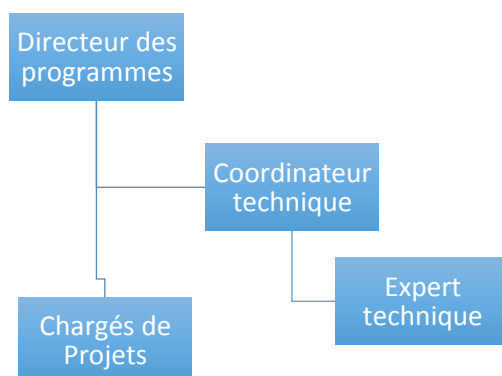 Directeur des
programmes
Coordinateur
technique
Expert
technique
Chargés de
Projets